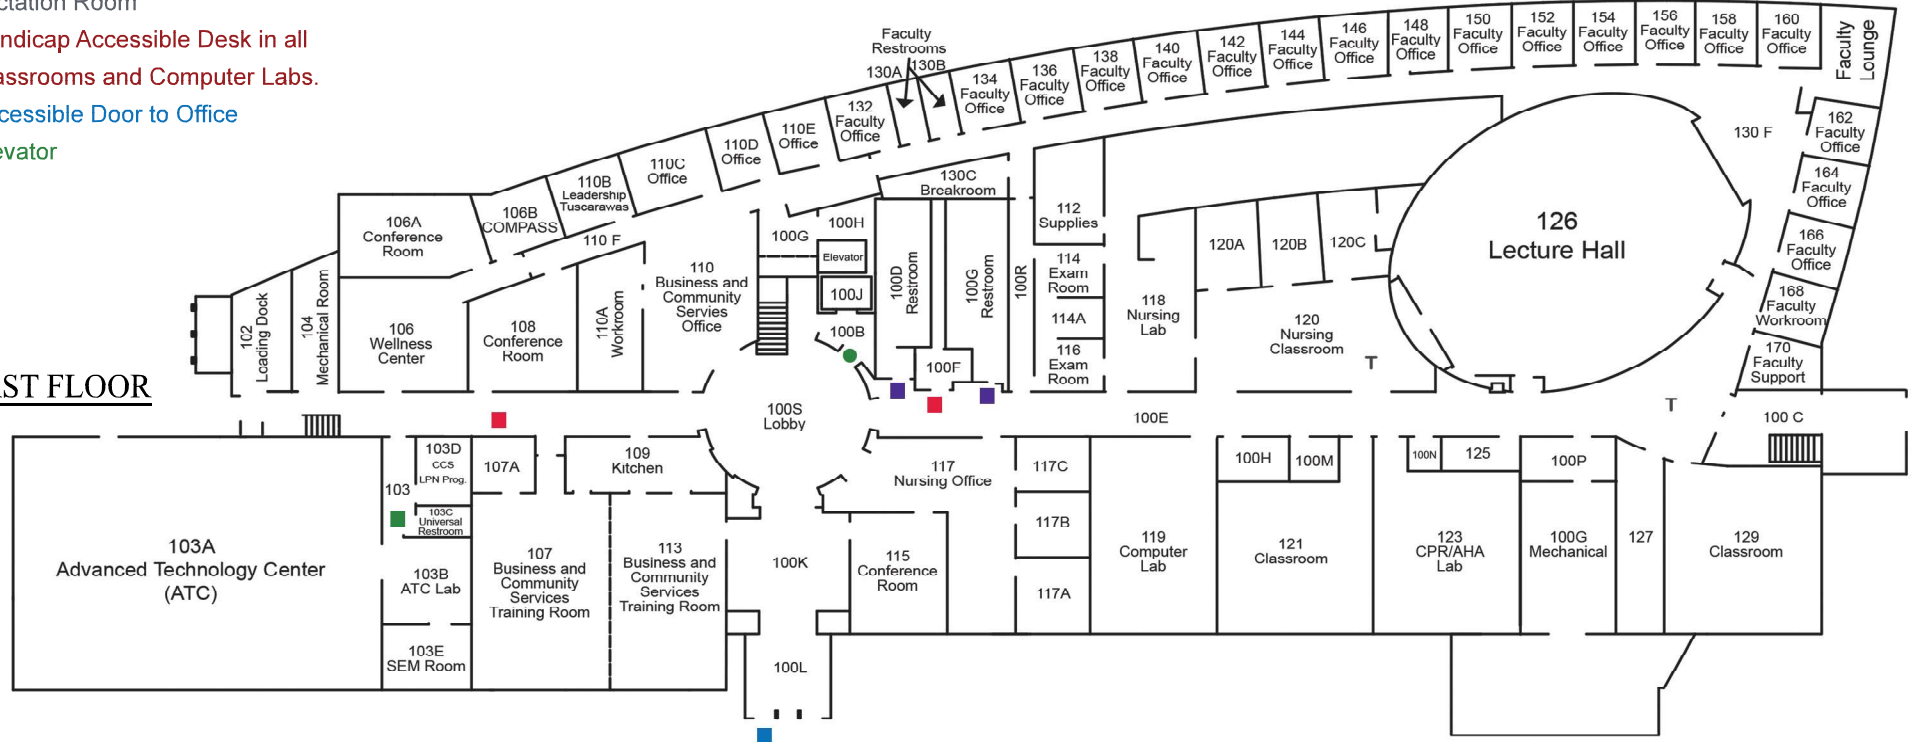 ctation Room
ndicap Accessible Desk in all
assrooms and Computer Labs.
ccessible Door to Office
evator
RST FLOOR
Faculty
Restrooms
130A
130B
132
Faculty
Office
134
Faculty
Office
136
Faculty
Office
138
Faculty
Office
140
Faculty
Office
142
Faculty
Office
144
Faculty
Office
146
Faculty
Office
148
Faculty
Office
150
Faculty
Office
152
Faculty
Office
154
Faculty
Office
156
Faculty
Office
158
Faculty
Office
160
Faculty
Office
Faculty
Lounge
162
Faculty
Office
164
Faculty
Office
166
Faculty
Office
168
Faculty
Workroom
170
Faculty
Support
130 F
110E
Office
110D
Office
110C
Office
110B
Leadership
Tuscarawas
106B
COMPASS
106A
Conference
Room
110 F
102
Loading Dock
104
Mechanical Room
106
Wellness
Center
108
Conference
Room
110A
Workroom
110
Business and
Community
Servies
Office
100G
100H
Elevator
100J
100B
100D
Restroom
100G
Restroom
100F
130C
Breakroom
100R
112
Supplies
114
Exam
Room
114A
116
Exam
Room
118
Nursing
Lab
120A
120B
120C
120
Nursing
Classroom
T
126
Lecture Hall
T
100 C
100S
Lobby
100E
103A
Advanced Technology Center
(ATC)
103
103D
CCS
LPN Prog.
103C
Universal
Restroom
103B
ATC Lab
103E
SEM Room
107A
107
Business and
Community
Services
Training Room
109
Kitchen
113
Business and
Community
Services
Training Room
100K
100L
115
Conference
Room
117
Nursing Office
117C
117B
117A
119
Computer
Lab
100H
100M
121
Classroom
100N
125
123
CPR/AHA
Lab
100P
100G
Mechanical
127
129
Classroom